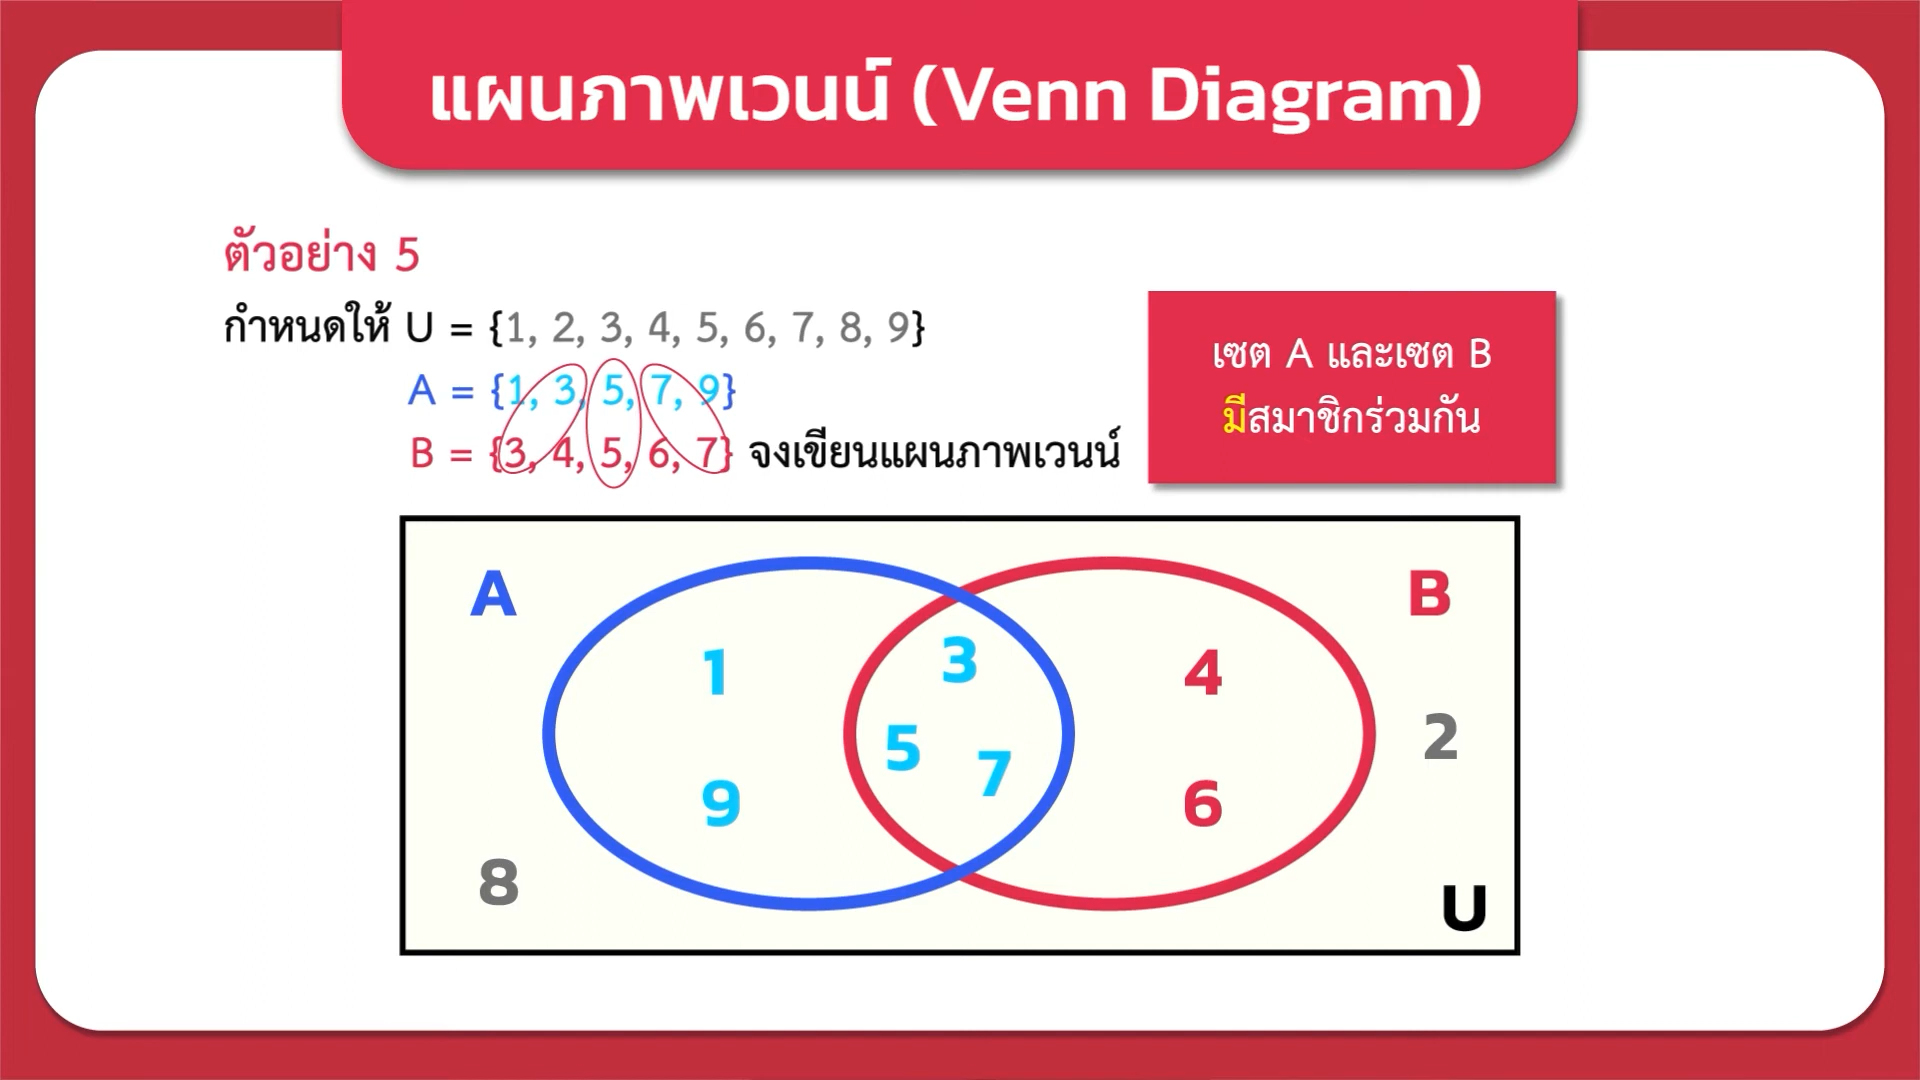 แผนภาพเวนน์ (Venn Diagram)
ตัวอย่าง 5
กำหนดให้ U = {1, 2, 3, 4, 5, 6, 7, 8, 9}
A = {1, 3, 5, 7, 9}
B = {3, 4, 5, 6, 7} จงเขียนแผนภาพเวนน์
เซต A และเซต B
มีสมาชิกร่วมกัน
A
B
1
3
4
5
7
2
9
6
8
U